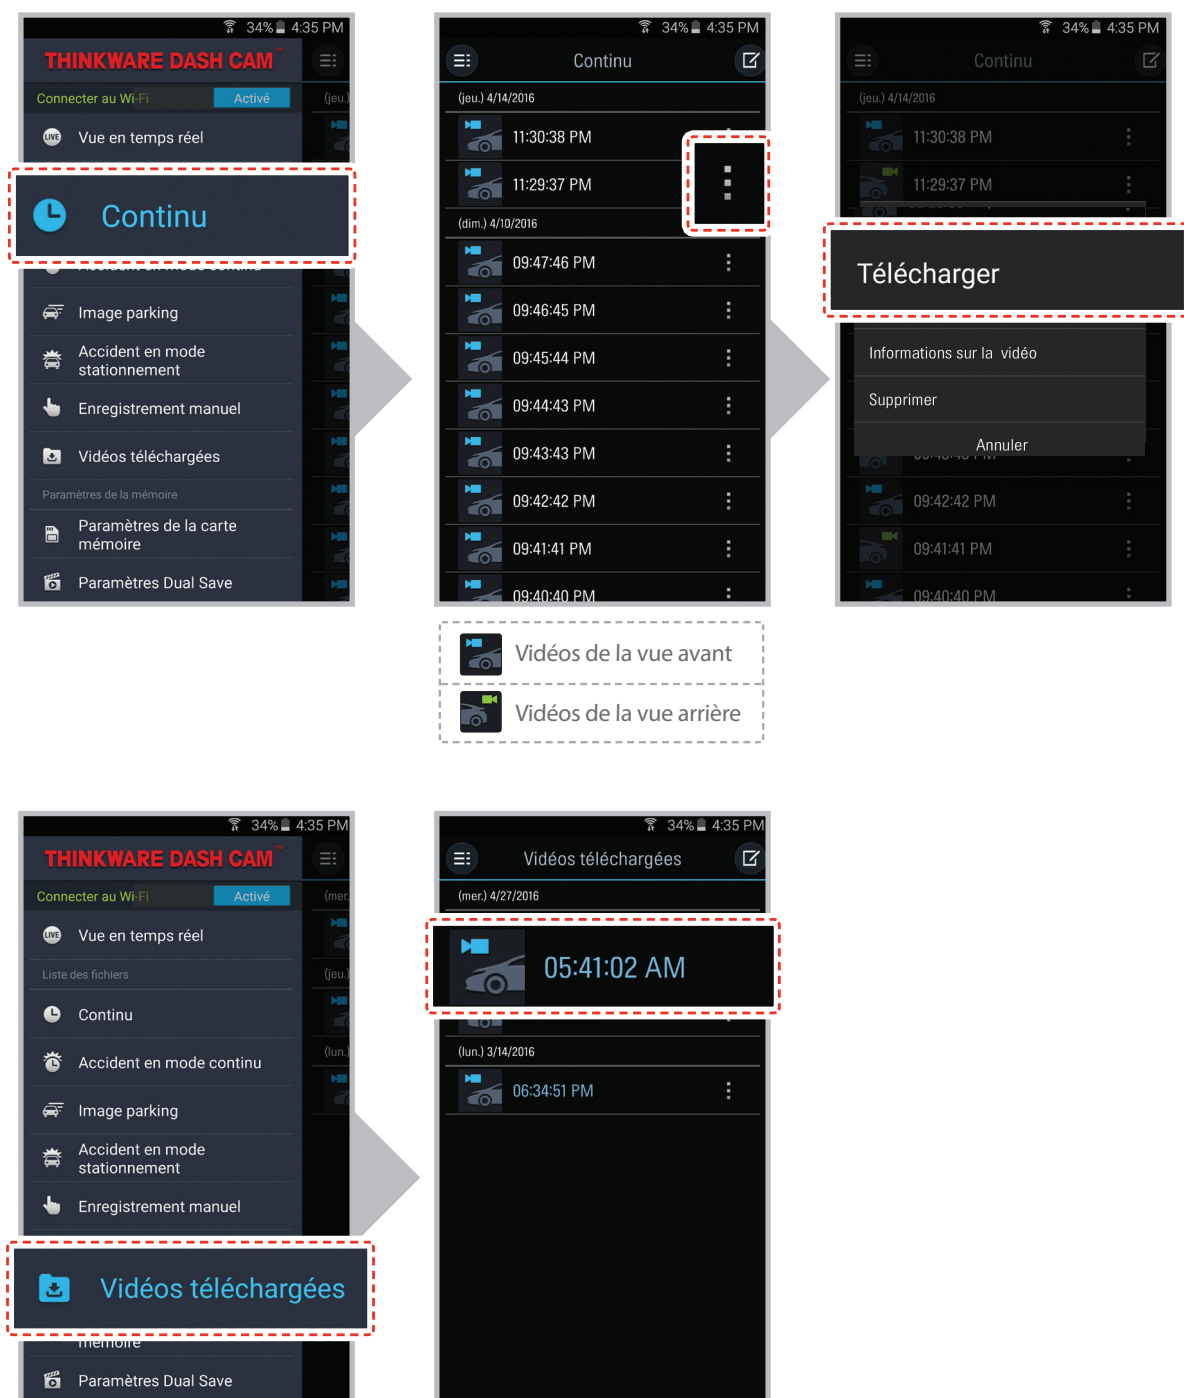 34% 4:35 PM
THINKWARE DASH CAM™
Connecter au Wi-Fi Activé
(jeu.)
Vue en temps réel
Continu
Accident en mode continu
Image parking
Accident en mode
stationnement
Enregistrement manuel
Vidéos téléchargées
Paramètres de la mémoire
Paramètres de la carte
mémoire
Paramètres Dual Save
34% 4:35 PM
Continu
(jeu.) 4/14/2016
11:30:38 PM
11:29:37 PM
(dim.) 4/10/2016
09:47:46 PM
09:46:45 PM
09:45:44 PM
09:44:43 PM
09:43:43 PM
09:42:42 PM
09:41:41 PM
09:40:40 PM
Vidéos de la vue avant
Vidéos de la vue arrière
34% 4:35 PM
Continu
(jeu.) 4/14/2016
11:30:38 PM
11:29:37 PM
Télécharger
Informations sur la vidéo
Supprimer
Annuler
09:43:43 PM
09:42:42 PM
09:41:41 PM
09:40:40 PM
34% 4:35 PM
THINKWARE DASH CAM™
Connecter au Wi-Fi Activé
(mer.
Vue en temps réel
Liste des fichiers
(jeu.)
Continu
Accident en mode continu
(lun.)
Image parking
Accident en mode
stationnement
Enregistrement manuel
Vidéos téléchargées
mémoire
Paramètres Dual Save
34% 4:35 PM
Vidéos téléchargées
(mer.) 4/27/2016
05:41:02 AM
(lun.) 3/14/2016
06:34:51 PM